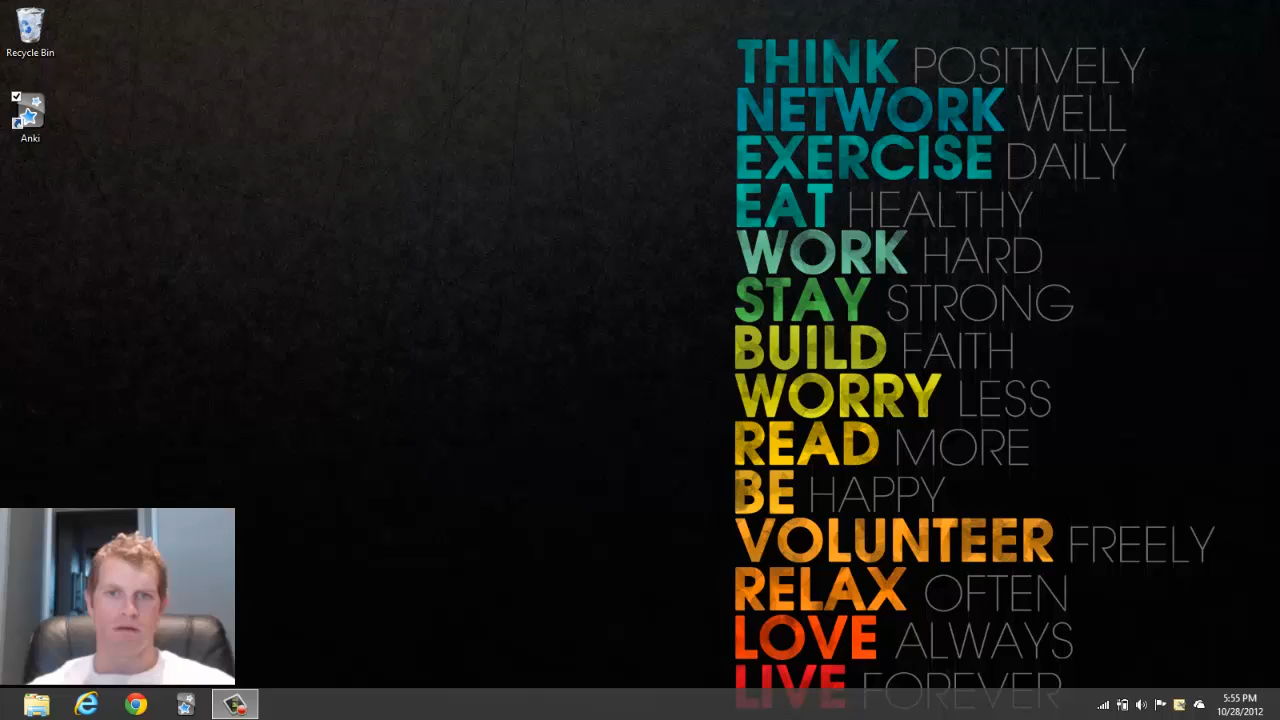 Recycle Bin
Anki
THINK POSITIVELY
NETWORK WELL
EXERCISE DAILY
EAT HEALTHY
WORK HARD
STAY STRONG
BUILD FAITH
WORRY LESS
READ MORE
BE HAPPY
VOLUNTEER FREELY
RELAX OFTEN
LOVE ALWAYS
LIVE FOREVER
5:55 PM
10/28/2012